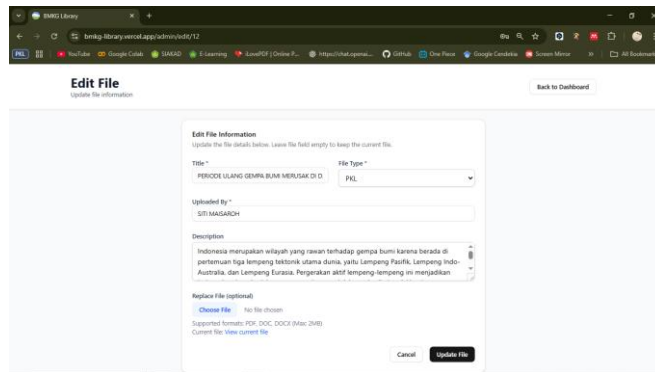 BMKG Library
bmkg-library.vercel.app/admin/edit/12
PKL
YouTube
Google Colab
SIAKAD
E-Learning
iLovePDF | Online P...
https://chat.openai...
GitHub
One Piece
Google Cendekia
Screen Mirror
All Bookmarks
Edit File
Update file information
Back to Dashboard
Edit File Information
Update the file details below. Leave file field empty to keep the current file.
Title *
File Type *
PERIODE ULANG GEMPA BUMI MERUSAK DI D
PKL
Uploaded By *
SITI MAISAROH
Description
Indonesia merupakan wilayah yang rawan terhadap gempa bumi karena berada di
pertemuan tiga lempeng tektonik utama dunia, yaitu Lempeng Pasifik, Lempeng Indo-
Australia, dan Lempeng Eurasia. Pergerakan aktif lempeng-lempeng ini menjadikan
Replace File (optional)
Choose File No file chosen
Supported formats: PDF, DOC, DOCX (Max: 2MB)
Current file: View current file
Cancel
Update File